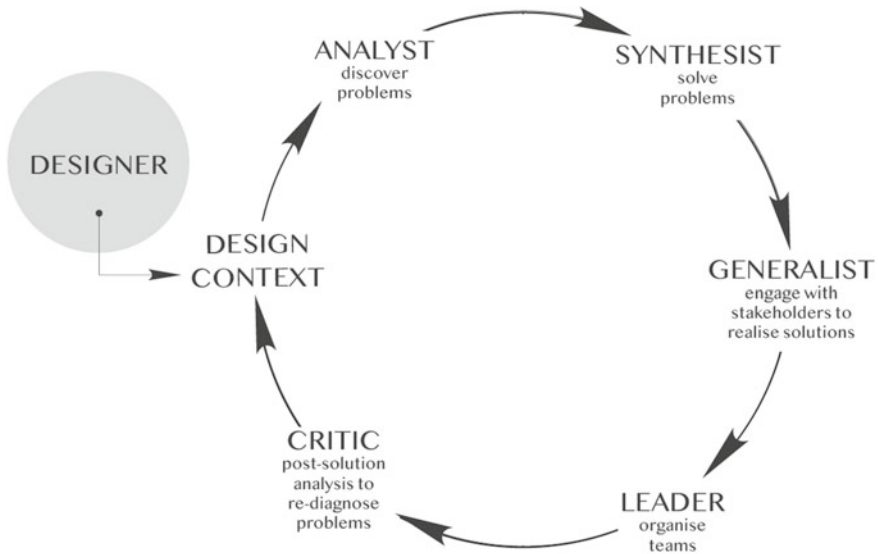 ANALYST
discover
problems
SYNTHESIST
solve
problems
DESIGNER
DESIGN
CONTEXT
GENERALIST
engage with
stakeholders to
realise solutions
CRITIC
post-solution
analysis to
re-diagnose
problems
LEADER
organise
teams